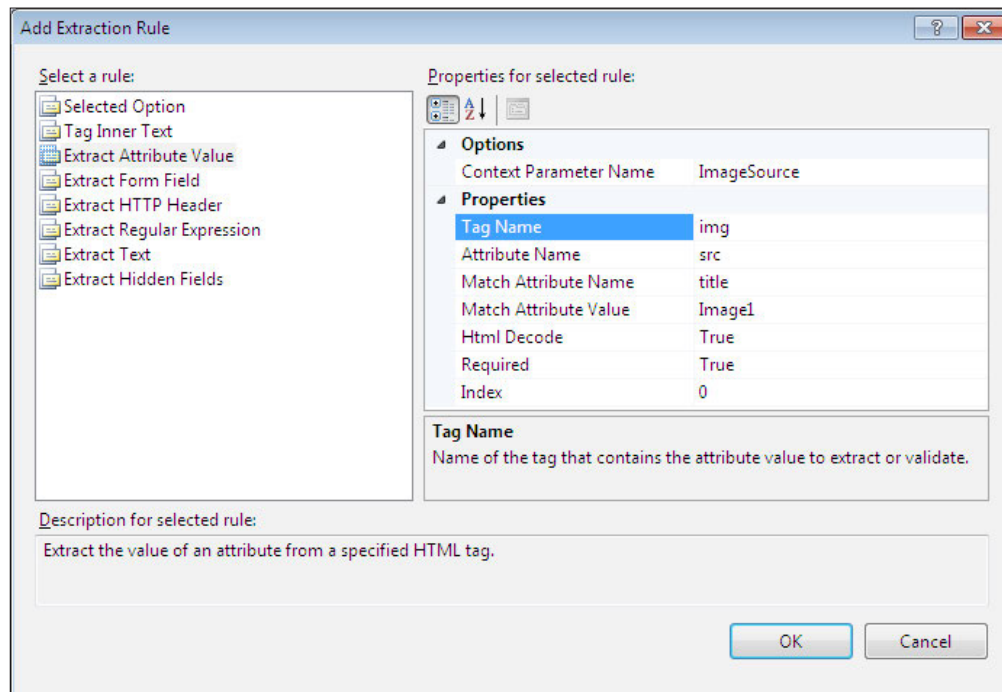 Add Extraction Rule
?
Select a rule:
Selected Option
Tag Inner Text
Extract Attribute Value
Extract Form Field
Extract HTTP Header
Extract Regular Expression
Extract Text
Extract Hidden Fields
Properties for selected rule:
A
Z
Options
Context Parameter Name ImageSource
Properties
Tag Name img
Attribute Name src
Match Attribute Name title
Match Attribute Value Image1
Html Decode True
Required True
Index 0
Tag Name
Name of the tag that contains the attribute value to extract or validate.
Description for selected rule:
Extract the value of an attribute from a specified HTML tag.
OK Cancel